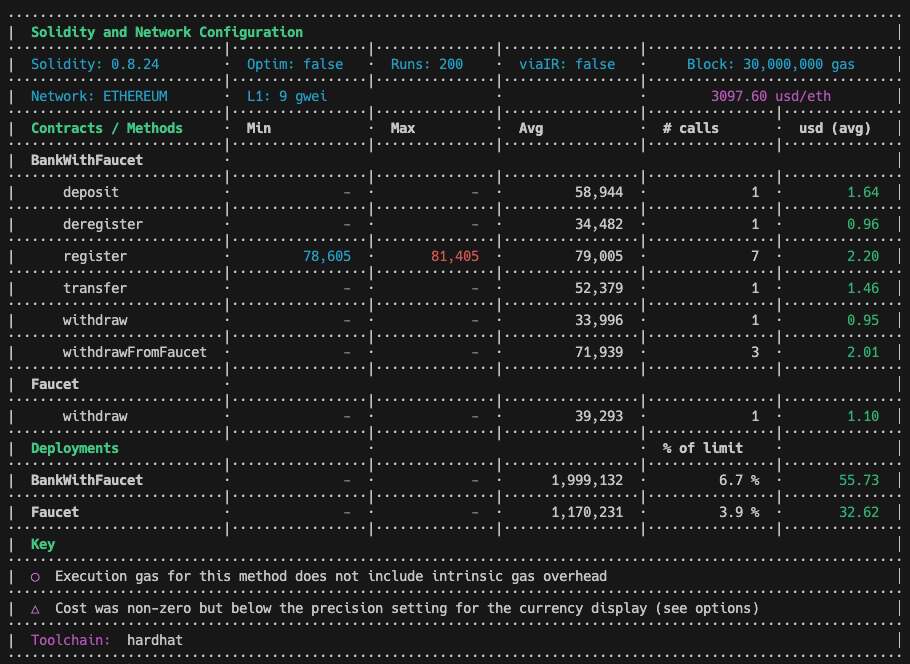 Solidity and Network Configuration
Solidity: 0.8.24 Optim: false Runs: 200 viaIR: false Block: 30,000,000 gas
Network: ETHEREUM L1: 9 gwei 3097.60 usd/eth
Contracts / Methods Min Max Avg # calls usd (avg)
BankWithFaucet
deposit - - 58,944 1 1.64
deregister - - 34,482 1 0.96
register 78,605 81,405 79,005 7 2.20
transfer - - 52,379 1 1.46
withdraw - - 33,996 1 0.95
withdrawFromFaucet - - 71,939 3 2.01
Faucet
withdraw - - 39,293 1 1.10
Deployments % of limit
BankWithFaucet - - 1,999,132 6.7 % 55.73
Faucet - - 1,170,231 3.9 % 32.62
Key
◯ Execution gas for this method does not include intrinsic gas overhead
△ Cost was non-zero but below the precision setting for the currency display (see options)
Toolchain: hardhat